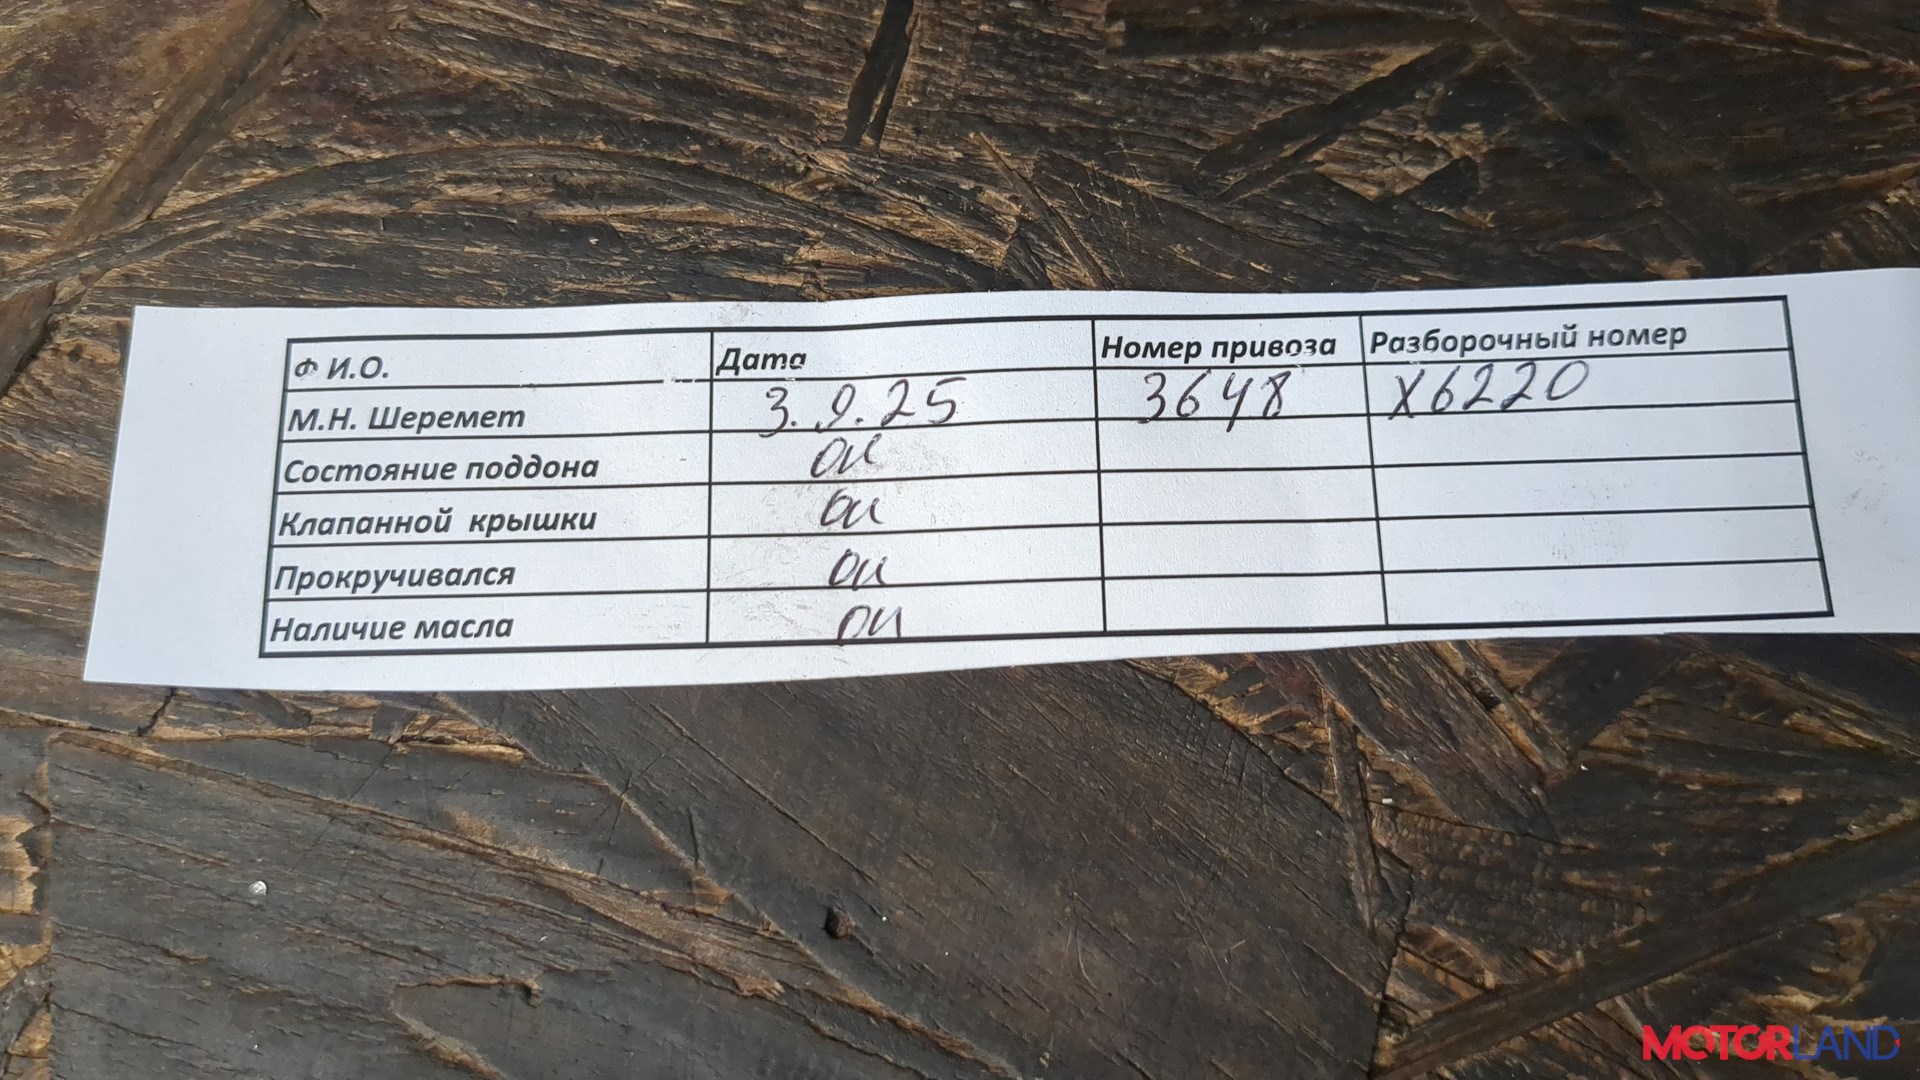 Ф И.О. Дата Номер привоза Разборочный номер
М.Н. Шеремет 3.9.25 3648 X6220
Состояние поддона ок
Клапанной крышки ок
Прокручивался ок
Наличие масла ок
MOTORLAND